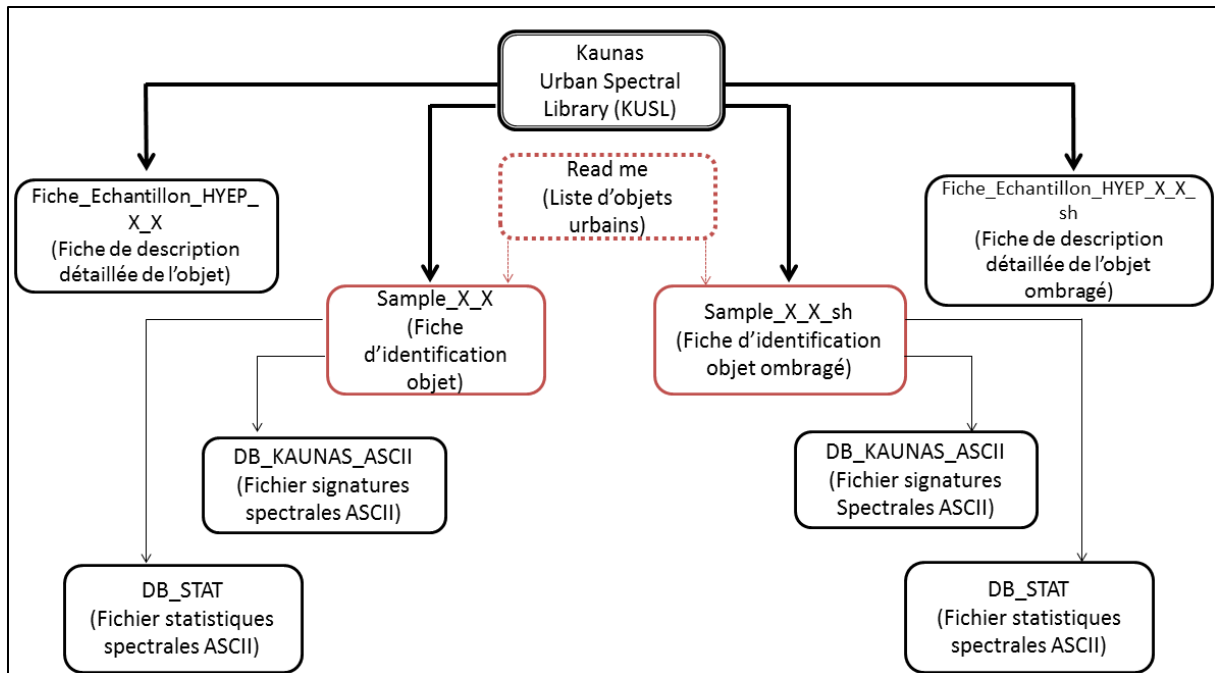 Kaunas
Urban Spectral
Library (KUSL)
Read me
(Liste d’objets
urbains)
Fiche_Echantillon_HYEP_
X_X
(Fiche de description
détaillée de l’objet)
Fiche_Echantillon_HYEP_X_X_
sh
(Fiche de description
détaillée de l’objet
ombragé)
Sample_X_X
(Fiche
d’identification
objet)
Sample_X_X_sh
(Fiche d’identification
objet ombragé)
DB_KAUNAS_ASCII
(Fichier signatures
spectrales ASCII)
DB_KAUNAS_ASCII
(Fichier signatures
Spectrales ASCII)
DB_STAT
(Fichier statistiques
spectrales ASCII)
DB_STAT
(Fichier statistiques
spectrales ASCII)